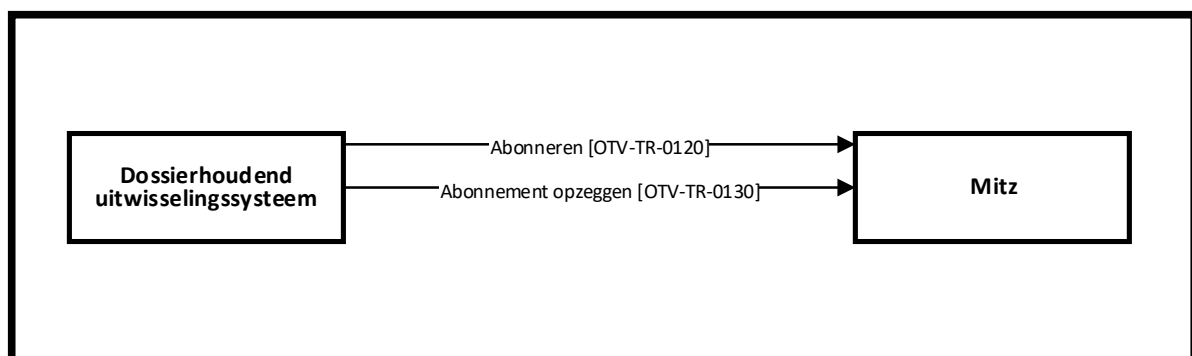 Abonneren [OTV-TR-0120]
Dossierhoudend
uitwisselingssysteem
Abonnement opzeggen [OTV-TR-0130]
Mitz